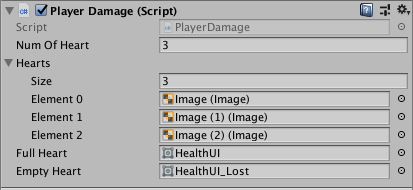 Player Damage (Script)
Script PlayerDamage
Num Of Heart 3
Hearts
Size 3
Element 0 Image (Image)
Element 1 Image (1) (Image)
Element 2 Image (2) (Image)
Full Heart HealthUI
Empty Heart HealthUI_Lost